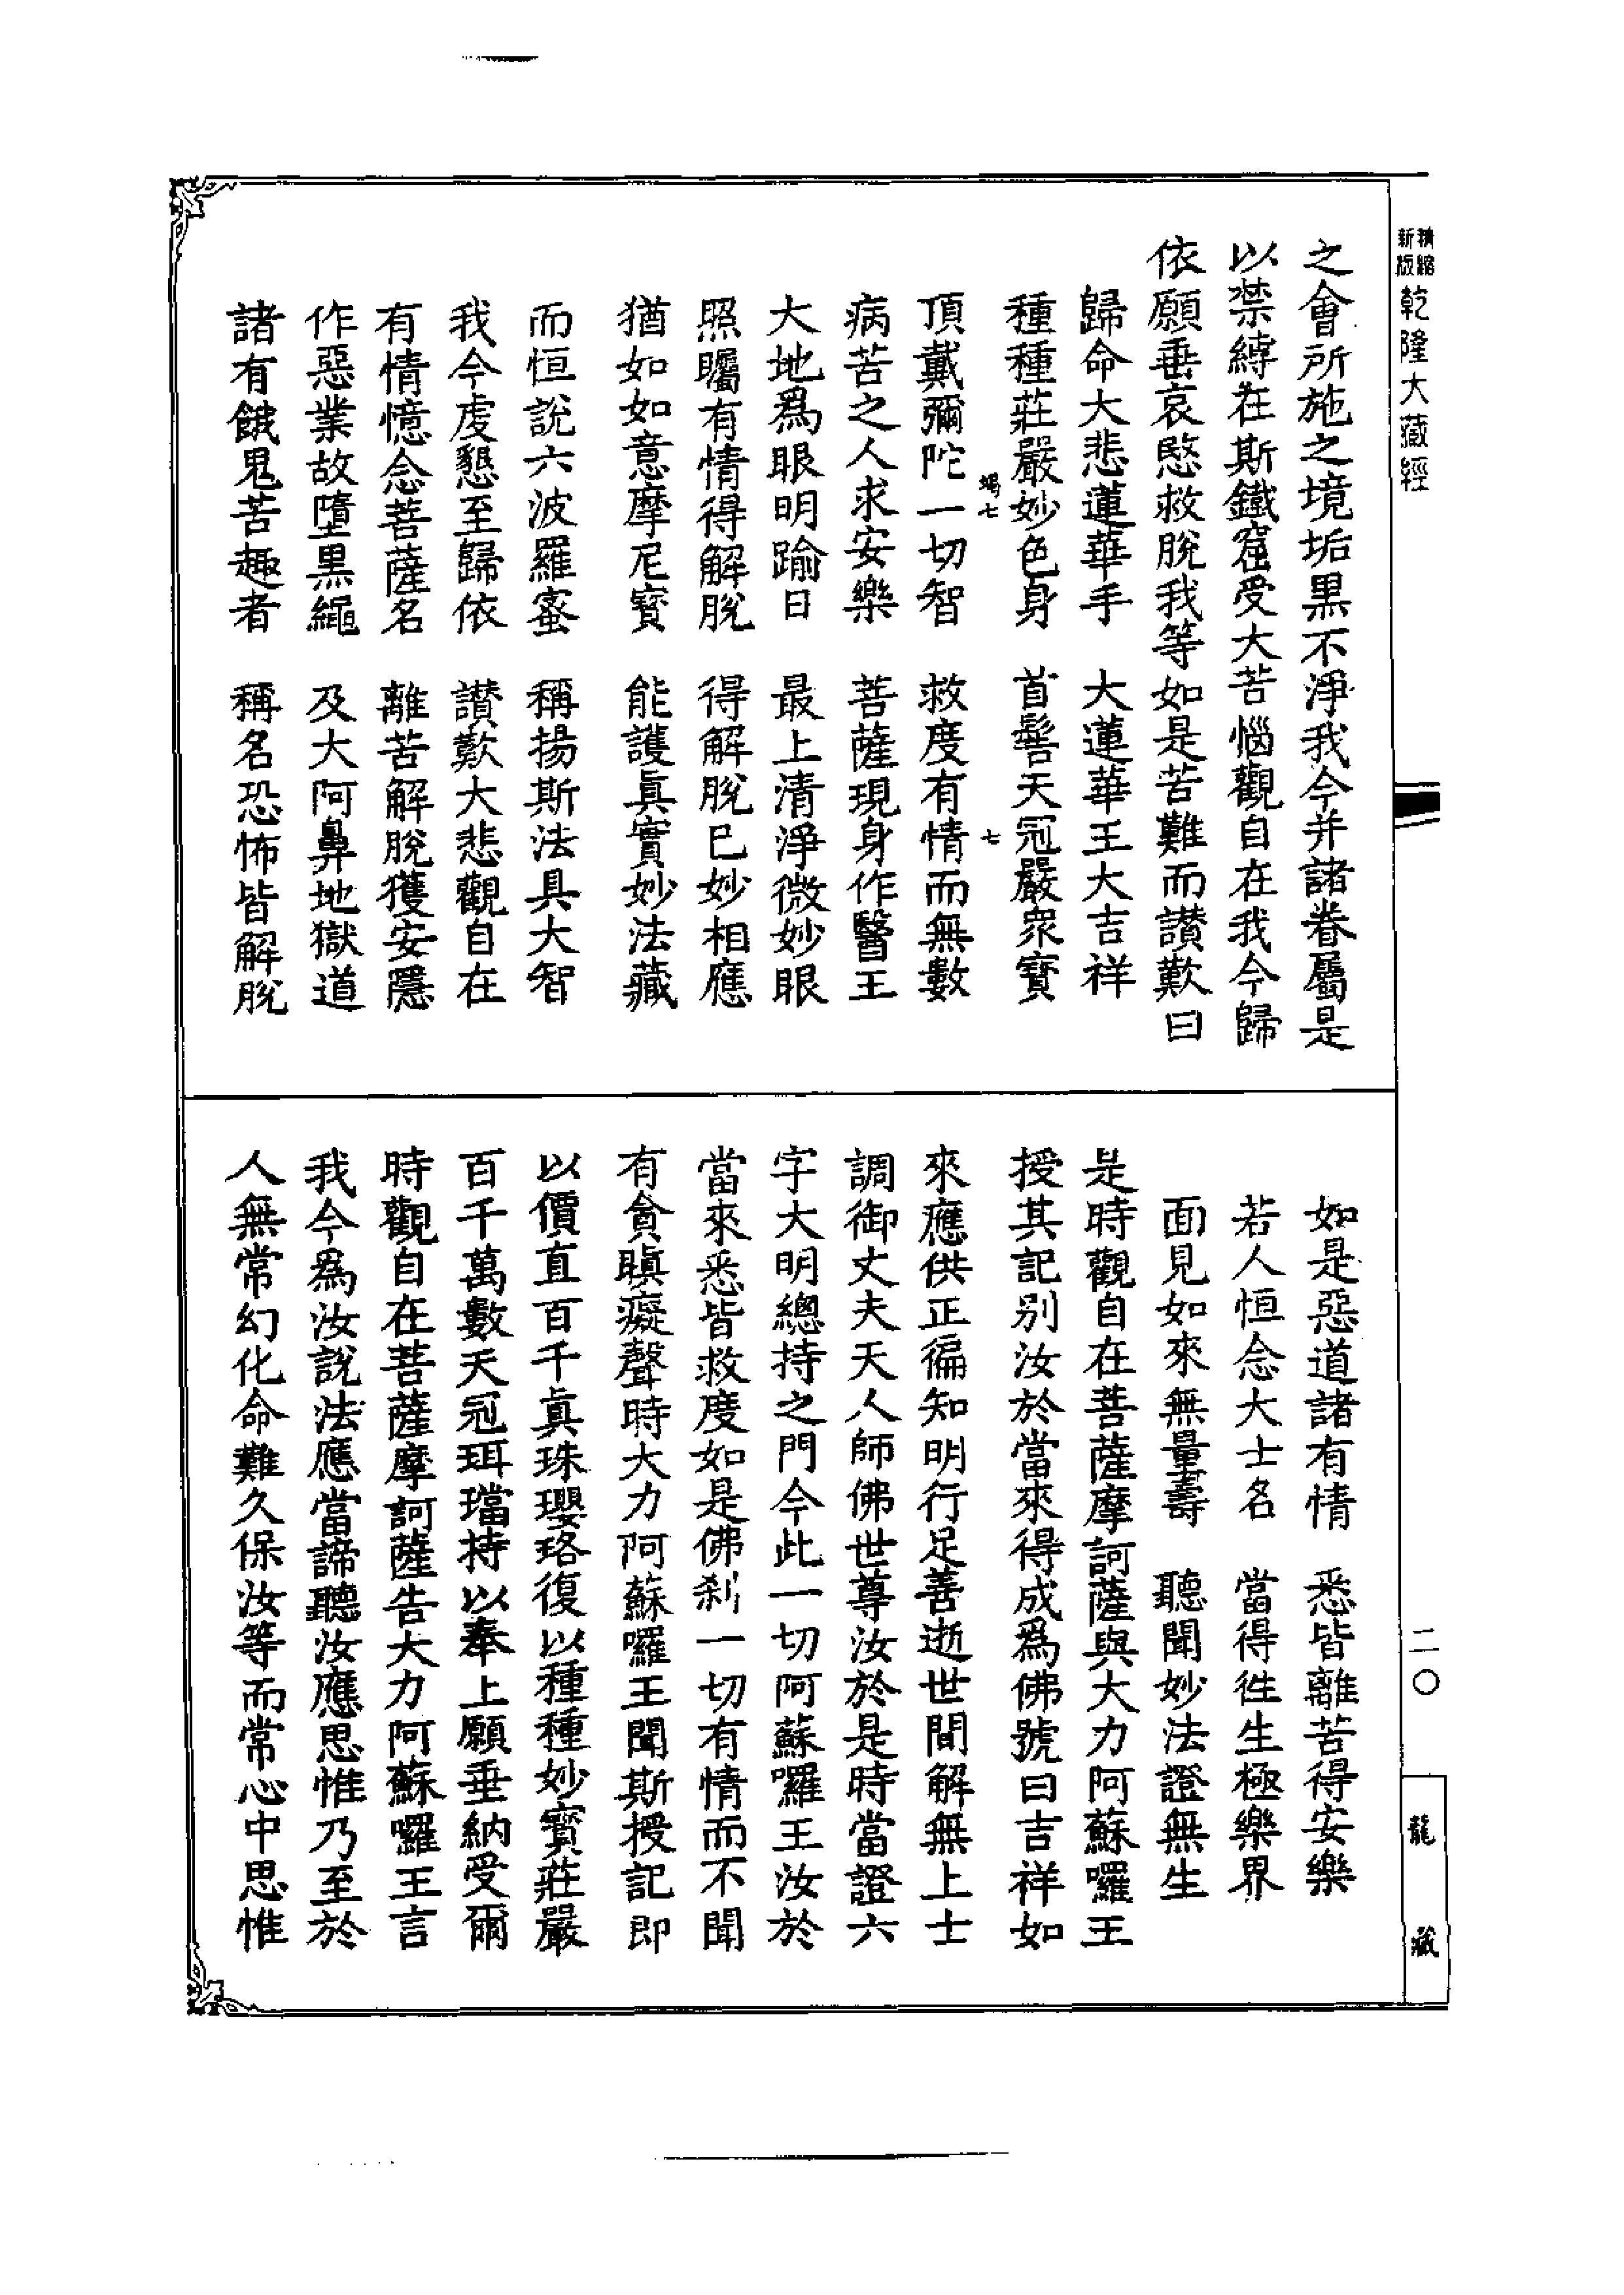 精縮
新版
乾隆大藏經
二〇
龍藏
之會所施之境垢黒不淨我今并諸眷屬是
以禁縛在斯鐵窟受大苦惱觀自在我今歸
依願垂哀愍救脫我等如是苦難而讃歎曰
歸命大悲蓮華手　大蓮華王大吉祥
種種莊嚴妙色身　首髻天冠嚴衆寳
竭七　七
頂戴彌陀一切智　救度有情而無數
病苦之人求安樂　菩薩現身作醫王
大地爲眼明踰日　最上清淨微妙眼
照矚有情得解脫　得解脫已妙相應
猶如如意摩尼寳　能護眞實妙法藏
而恒說六波羅蜜　稱揚斯法具大智
我今虔懇至歸依　讃歎大悲觀自在
有情憶念菩薩名　離苦解脫獲安隱
作惡業故墮黒繩　及大阿鼻地獄道
諸有餓鬼苦趣者　稱名恐怖皆解脫
如是惡道諸有情　悉皆離苦得安樂
若人恒念大士名　當得徃生極樂界
面見如來無量壽　聽聞妙法證無生
是時觀自在菩薩摩訶薩與大力阿蘇囉王
授其記别汝於當來得成爲佛號曰吉祥如
來應供正徧知明行足善逝世間解無上士
調御丈夫天人師佛世尊汝於是時當證六
字大明總持之門今此一切阿蘇囉王汝於
當來悉皆救度如是佛刹一切有情而不聞
有貪瞋癡聲時大力阿蘇囉王聞斯授記即
以價直百千眞珠瓔珞復以種種妙寳莊嚴
百千萬數天冠珥璫持以奉上願垂納受爾
時觀自在菩薩摩訶薩告大力阿蘇囉王言
我今爲汝說法應當諦聽汝應思惟乃至於
人無常幻化命難久保汝等而常心中思惟